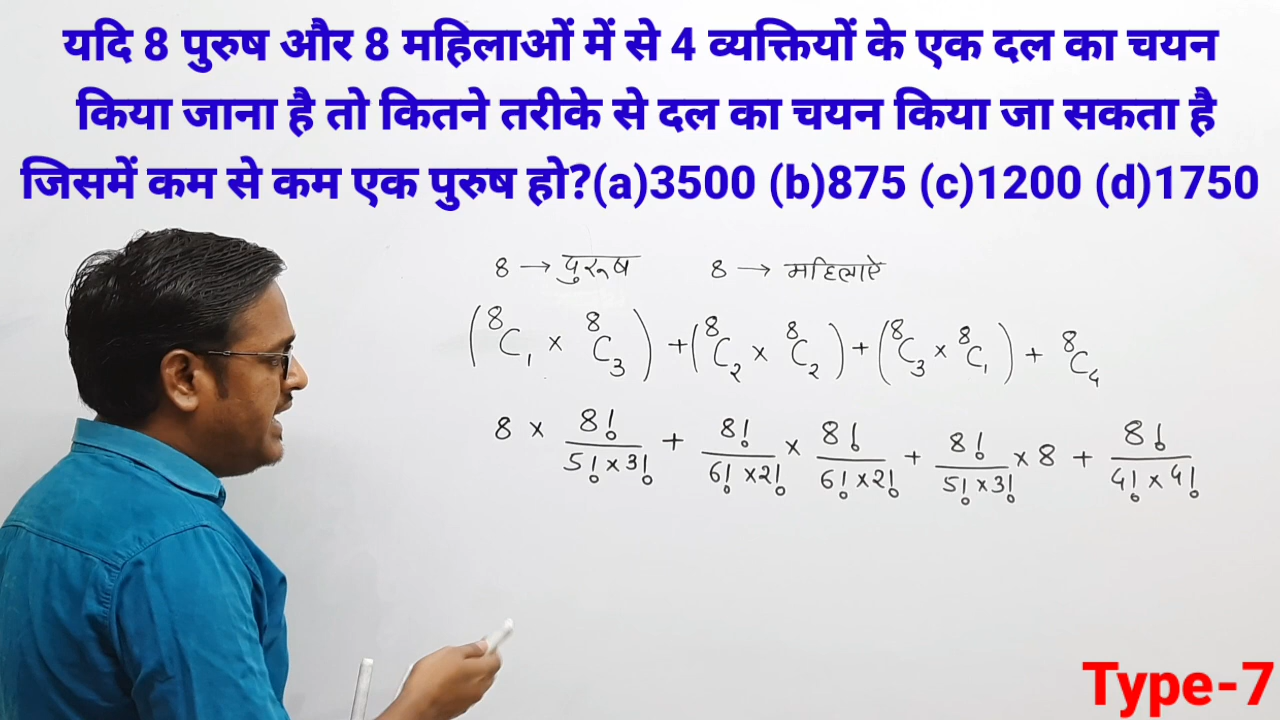 यदि 8 पुरुष और 8 महिलाओं में से 4 व्यक्तियों के एक दल का चयन
किया जाना है तो कितने तरीके से दल का चयन किया जा सकता है
जिसमें कम से कम एक पुरुष हो?(a)3500 (b)875 (c)1200 (d)1750
8 → पुरूष 8 → महिलाऐ
(⁸C₁ × ⁸C₃) + (⁸C₂ × ⁸C₂) + (⁸C₃ × ⁸C₁) + ⁸C₄
8 × 8!/(5! × 3!) + 8!/(6! × 2!) × 8!/(6! × 2!) + 8!/(5! × 3!) × 8 + 8!/(4! × 4!)
Type-7